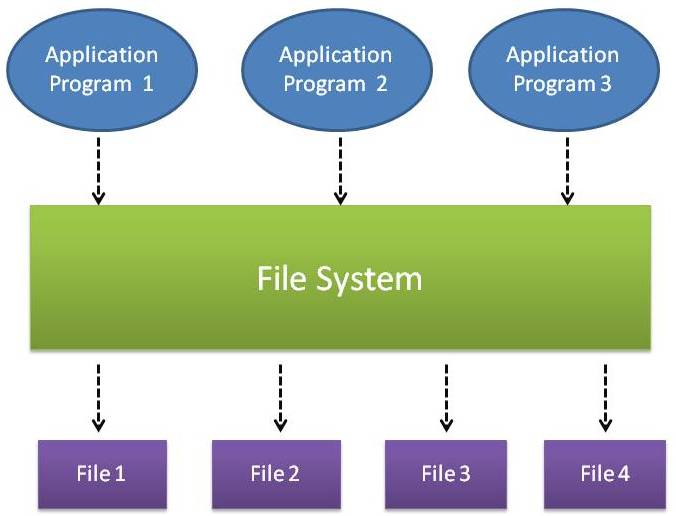 Application
Program 1
Application
Program 2
Application
Program 3
File System
File 1
File 2
File 3
File 4